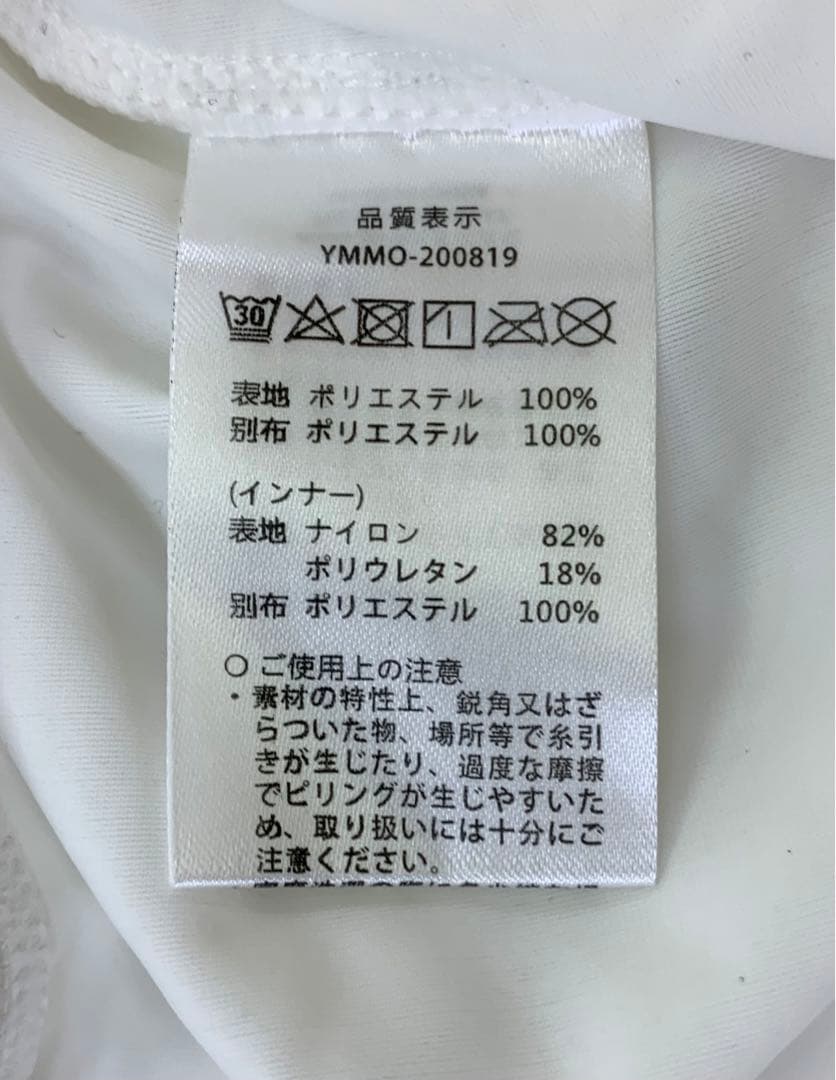 品質表示
YMMO-200819
30
表地 ポリエステル 100%
別布 ポリエステル 100%
(インナー)
表地 ナイロン 82%
ポリウレタン 18%
別布 ポリエステル 100%
○ ご使用上の注意
・素材の特性上、鋭角又はざ
らついた物、場所等で糸引
きが生じたり、過度な摩擦
でピリングが生じやすいた
め、取り扱いには十分にご
注意ください。